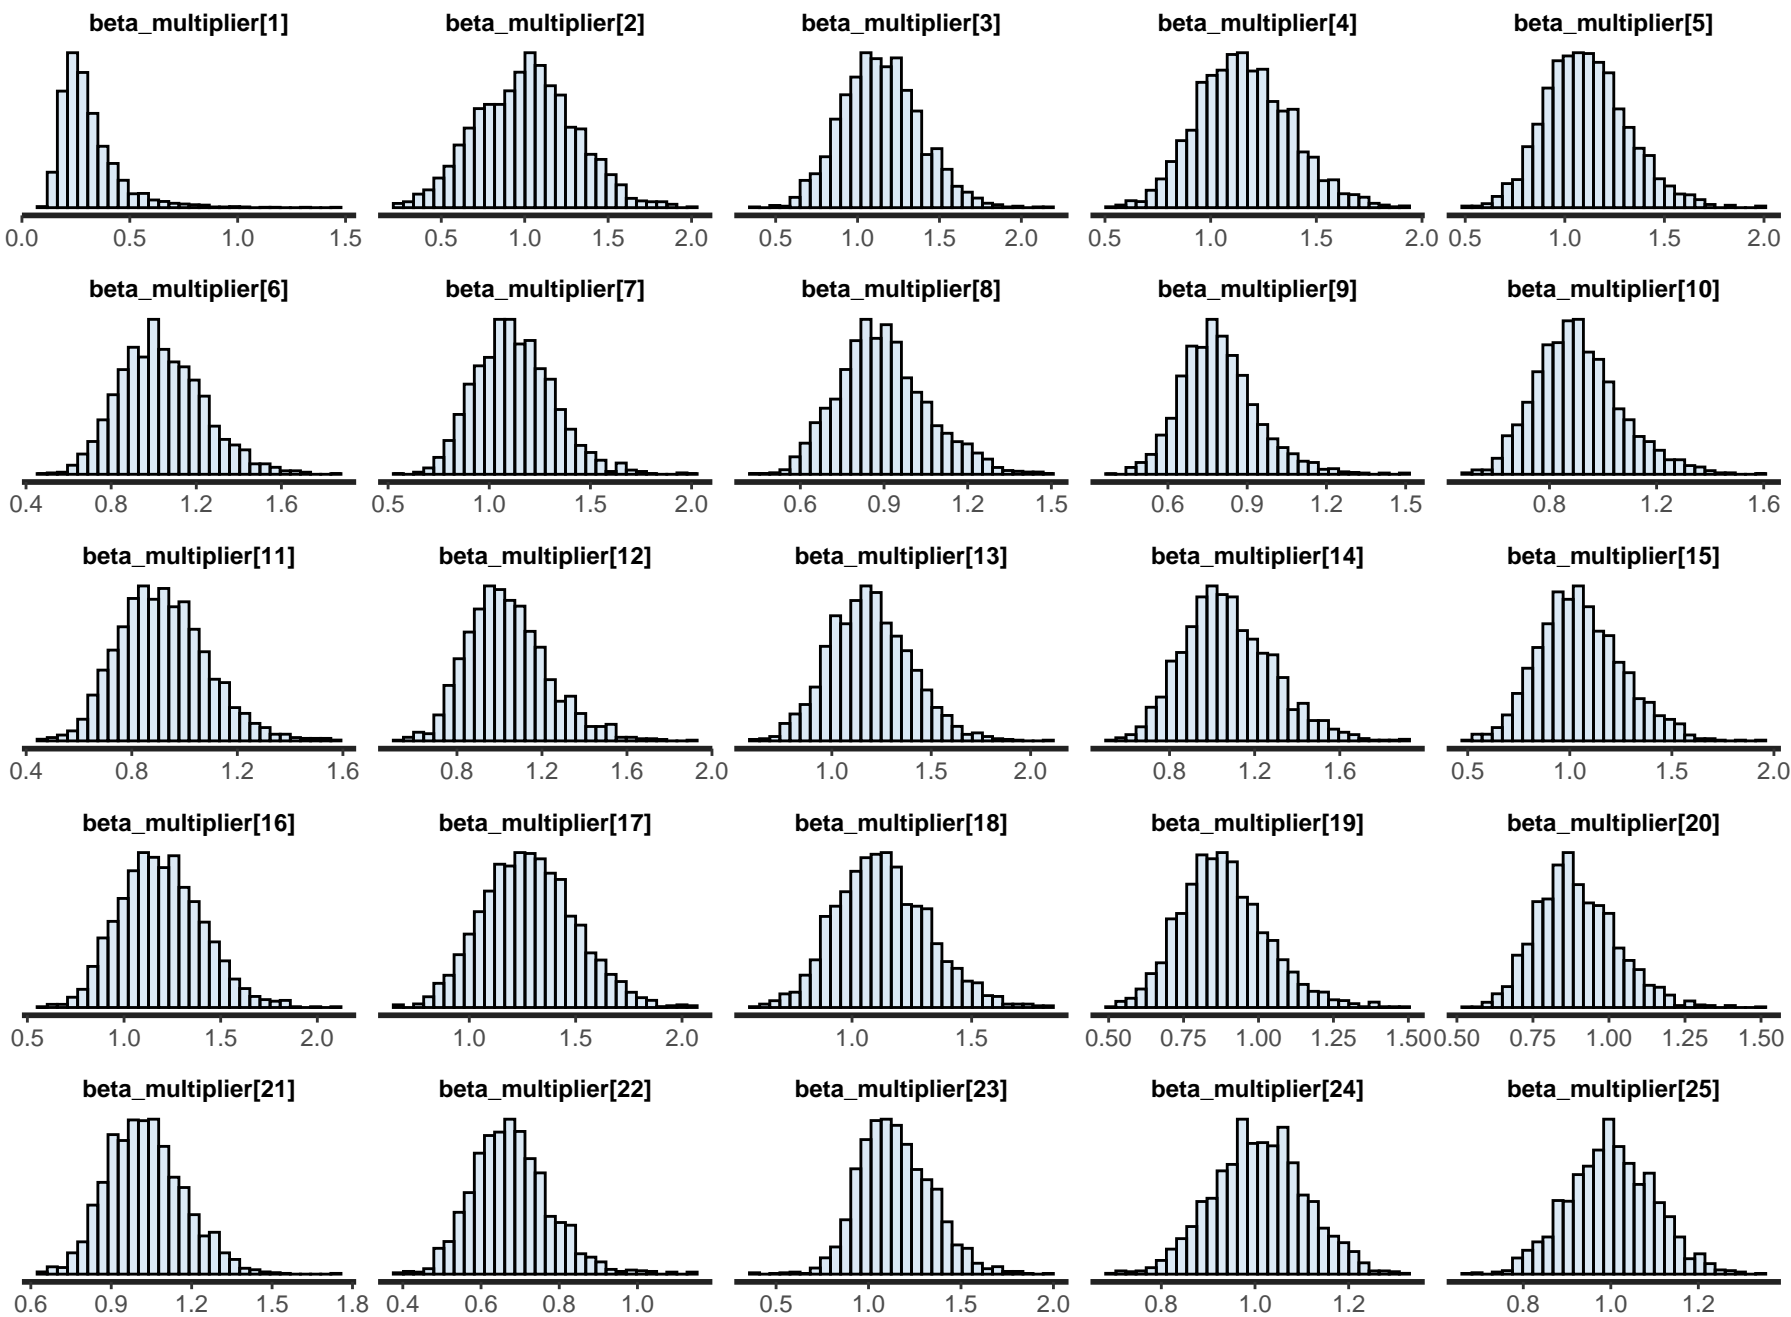 beta_multiplier[1] beta_multiplier[2] beta_multiplier[3] beta_multiplier[4] beta_multiplier[5]
0.0 0.5 1.0 1.5 0.5 1.0 1.5 2.0 0.5 1.0 1.5 2.0 0.5 1.0 1.5 2.0 0.5 1.0 1.5 2.0
beta_multiplier[6] beta_multiplier[7] beta_multiplier[8] beta_multiplier[9] beta_multiplier[10]
0.4 0.8 1.2 1.6 0.5 1.0 1.5 2.0 0.6 0.9 1.2 1.5 0.6 0.9 1.2 1.5 0.8 1.2 1.6
beta_multiplier[11] beta_multiplier[12] beta_multiplier[13] beta_multiplier[14] beta_multiplier[15]
0.4 0.8 1.2 1.6 0.8 1.2 1.6 2.0 1.0 1.5 2.0 0.8 1.2 1.6 0.5 1.0 1.5 2.0
beta_multiplier[16] beta_multiplier[17] beta_multiplier[18] beta_multiplier[19] beta_multiplier[20]
0.5 1.0 1.5 2.0 1.0 1.5 2.0 1.0 1.5 0.50 0.75 1.00 1.25 1.50 0.50 0.75 1.00 1.25 1.50
beta_multiplier[21] beta_multiplier[22] beta_multiplier[23] beta_multiplier[24] beta_multiplier[25]
0.6 0.9 1.2 1.5 1.8 0.4 0.6 0.8 1.0 0.5 1.0 1.5 2.0 0.8 1.0 1.2 0.8 1.0 1.2